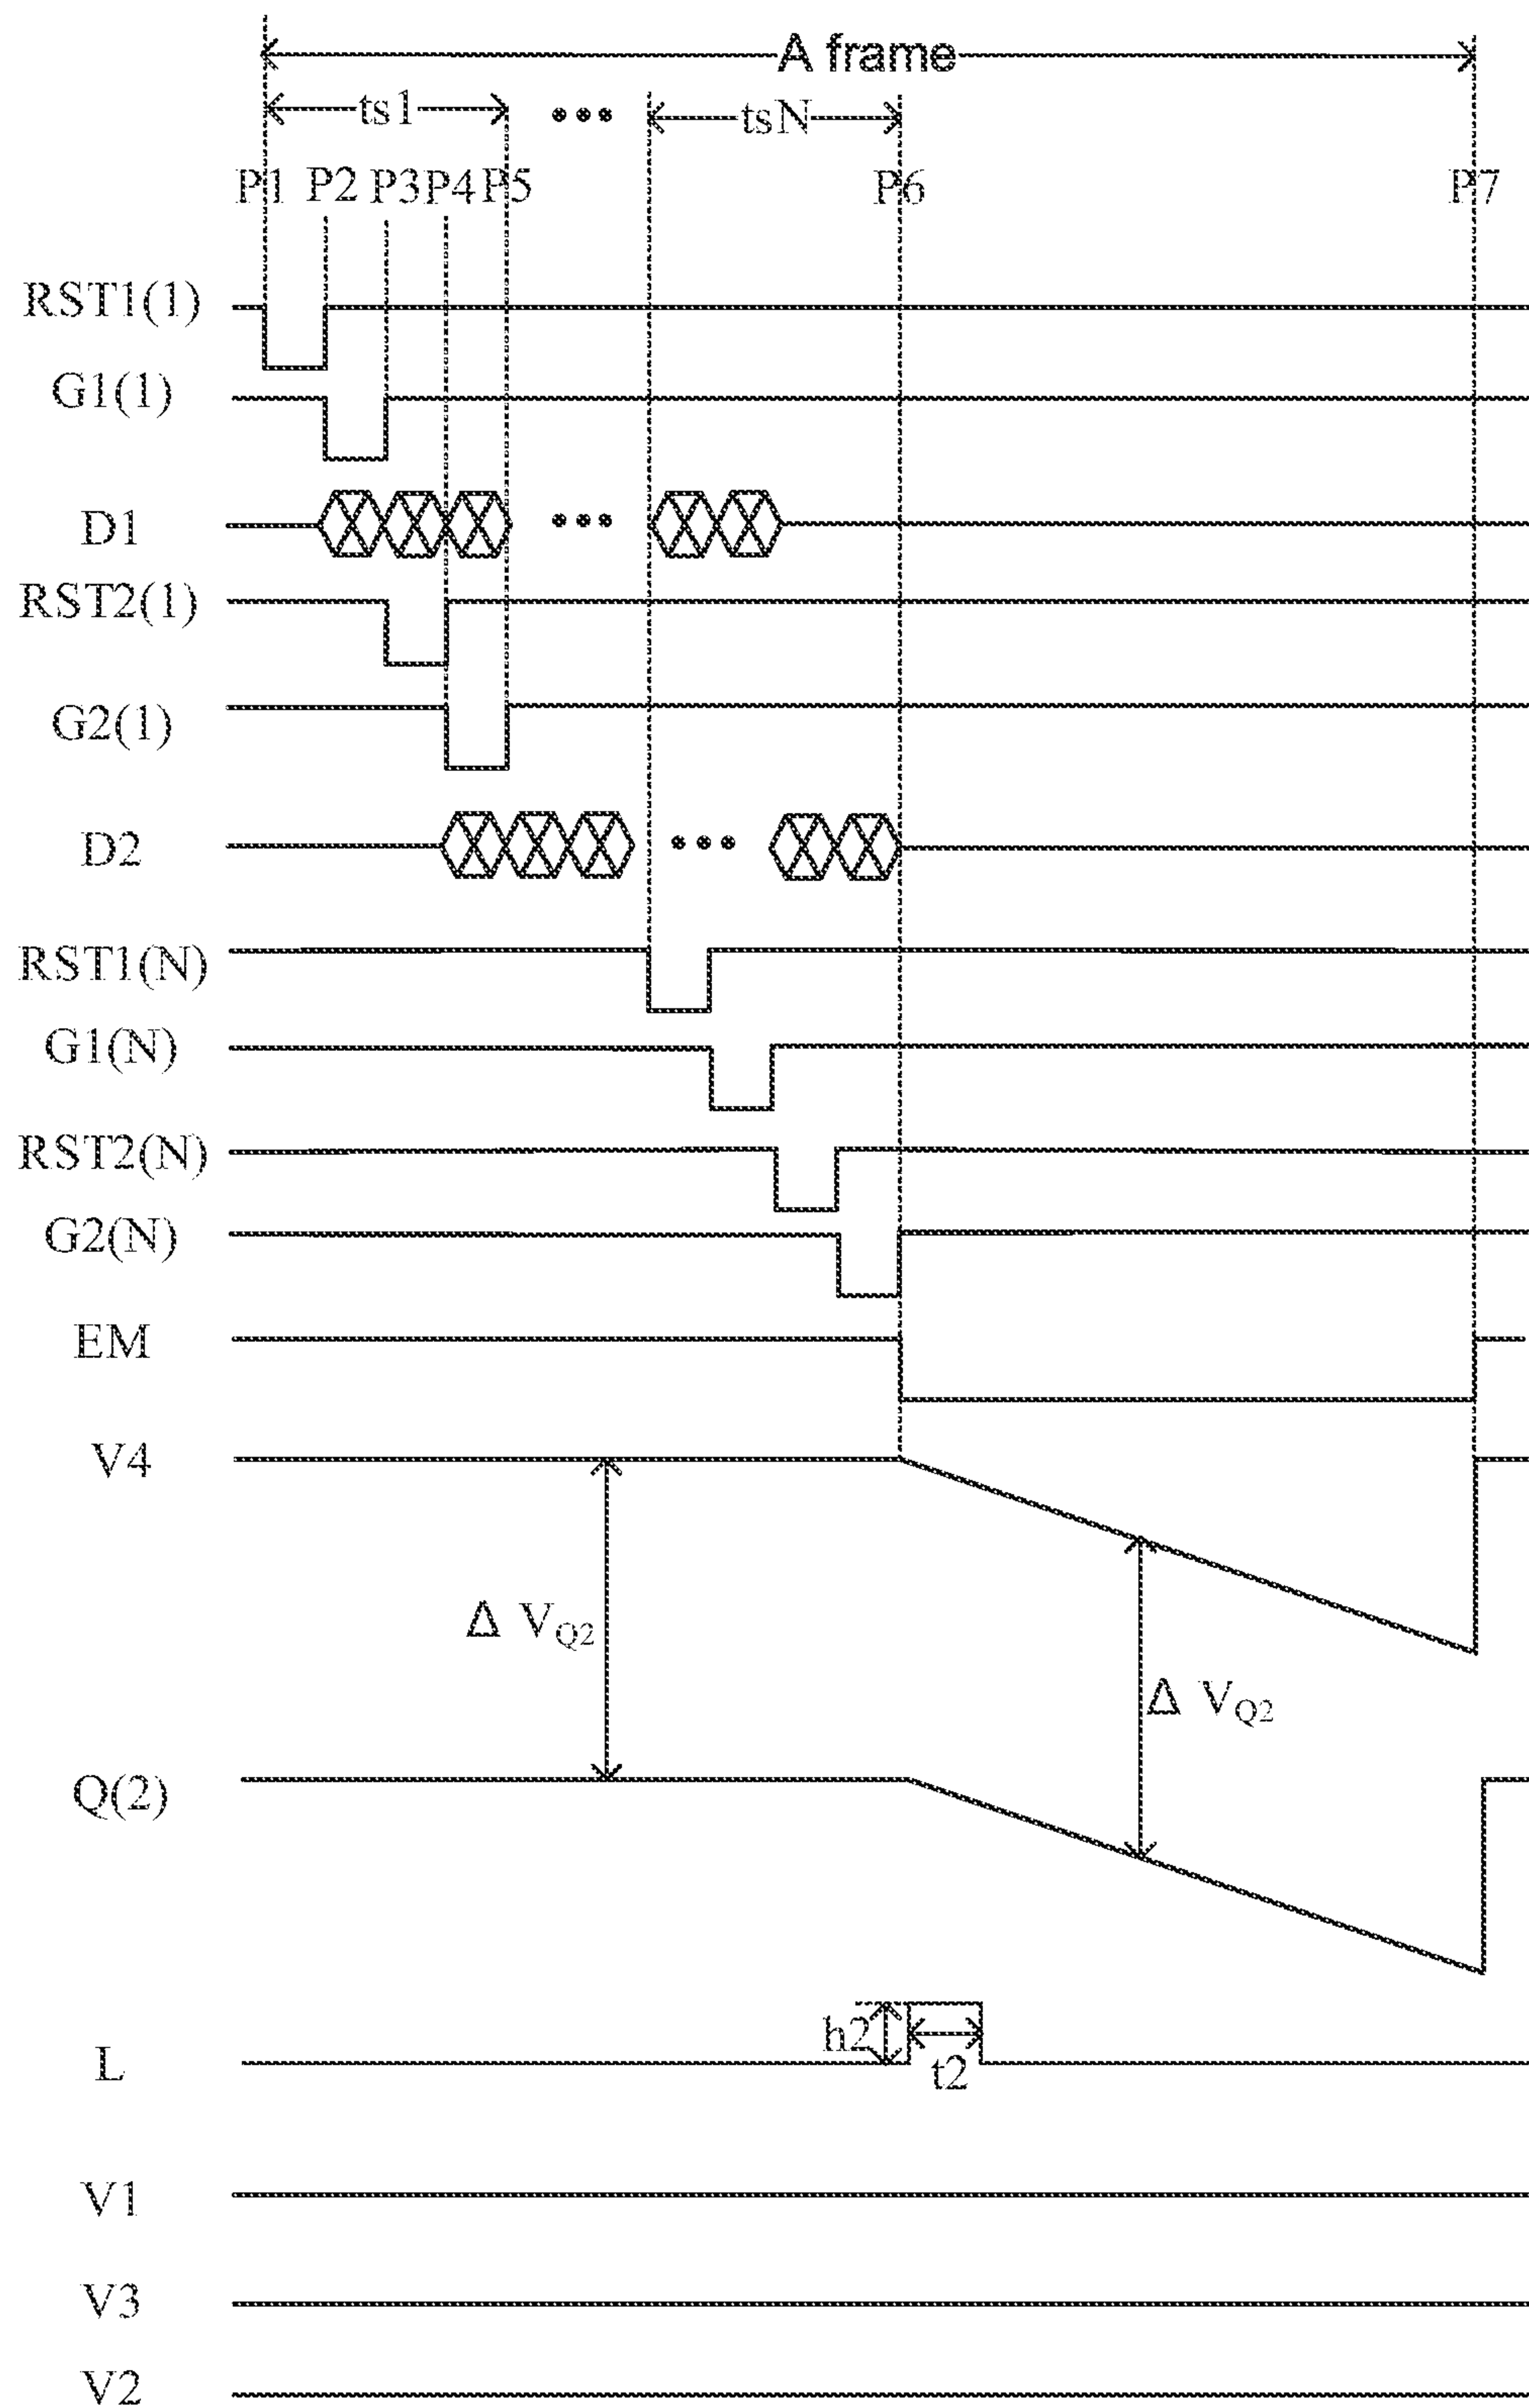 A frame
ts1 ••• tsN
P1 P2 P3 P4 P5 P6 P7
RST1(1)
G1(1)
D1 •••
RST2(1)
G2(1)
D2 •••
RST1(N)
G1(N)
RST2(N)
G2(N)
EM
V4
Δ VQ2
Δ VQ2
Q(2)
h2
t2
L
V1
V3
V2